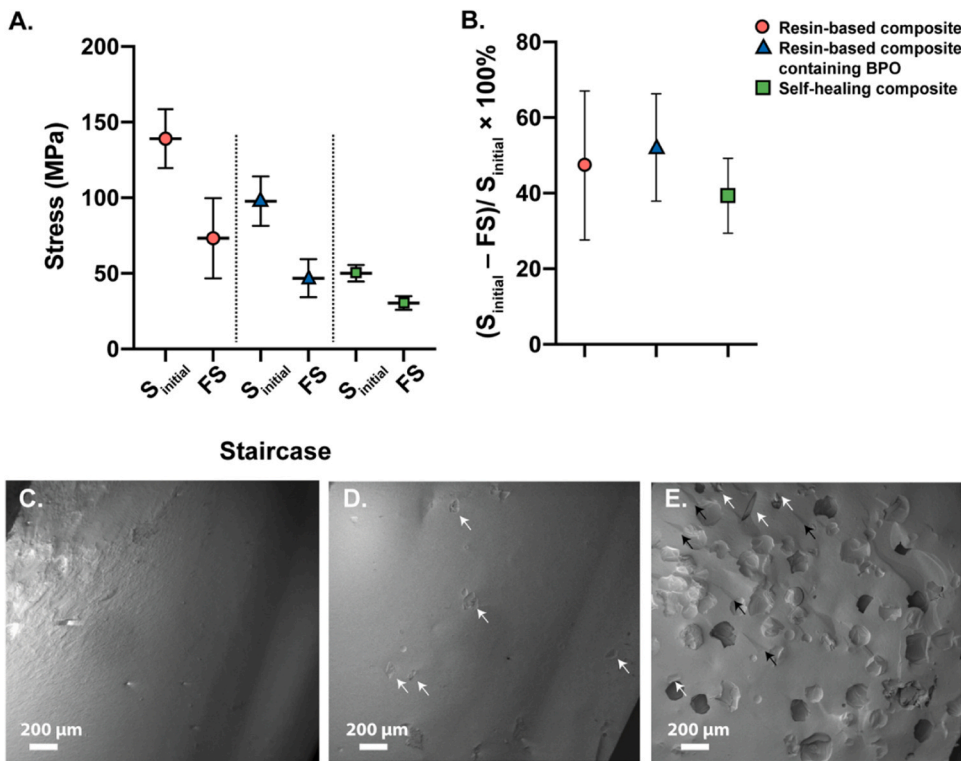 A.
Stress (MPa)
200
150
100
50
0
S initial
FS
S initial
FS
S initial
FS
Staircase
B.
(S initial – FS)/ S initial × 100%
80
60
40
20
0
Resin-based composite
Resin-based composite
containing BPO
Self-healing composite
C.
200 µm
D.
200 µm
E.
200 µm